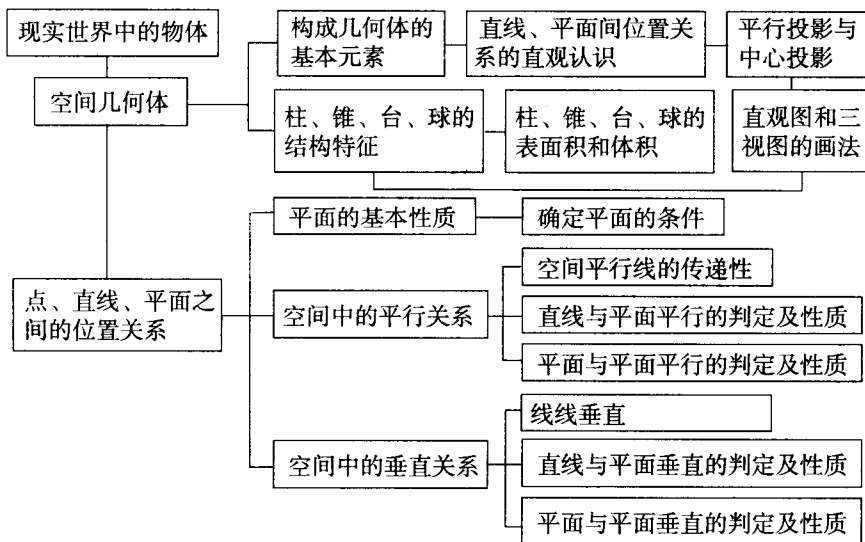 现实世界中的物体
构成几何体的
基本元素
直线、平面间位置关
系的直观认识
平行投影与
中心投影
空间几何体
柱、锥、台、球的
结构特征
柱、锥、台、球的
表面积和体积
直观图和三
视图的画法
平面的基本性质
确定平面的条件
点、直线、平面之
间的位置关系
空间中的平行关系
空间平行线的传递性
直线与平面平行的判定及性质
平面与平面平行的判定及性质
空间中的垂直关系
线线垂直
直线与平面垂直的判定及性质
平面与平面垂直的判定及性质